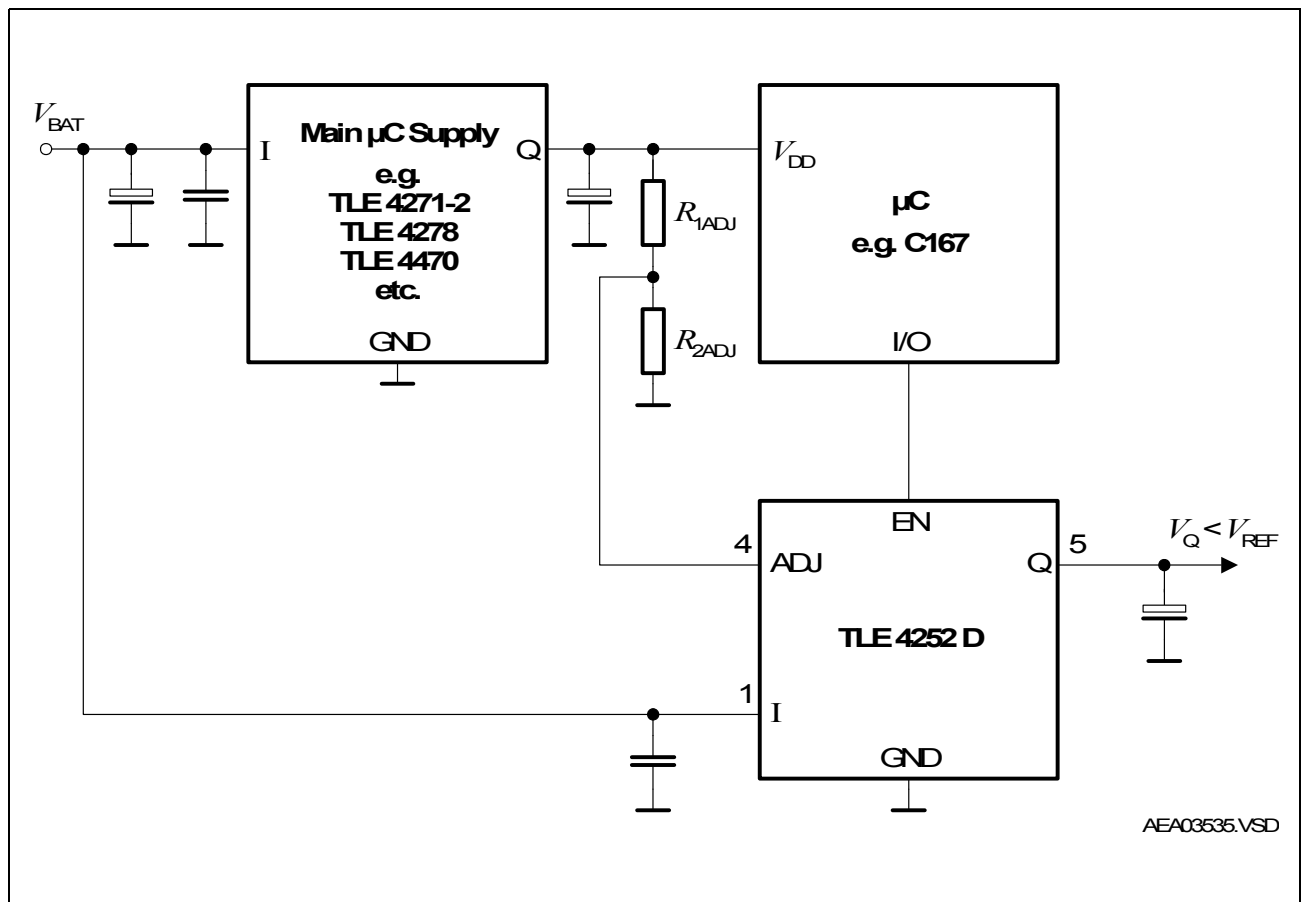 V_BAT
I
Main µC Supply
e.g.
TLE 4271-2
TLE 4278
TLE 4470
etc.
Q
GND
R_1ADJ
R_2ADJ
V_DD
µC
e.g. C167
I/O
EN
4
ADJ
Q
5
V_Q < V_REF
TLE 4252 D
1
I
GND
AEA03535.VSD